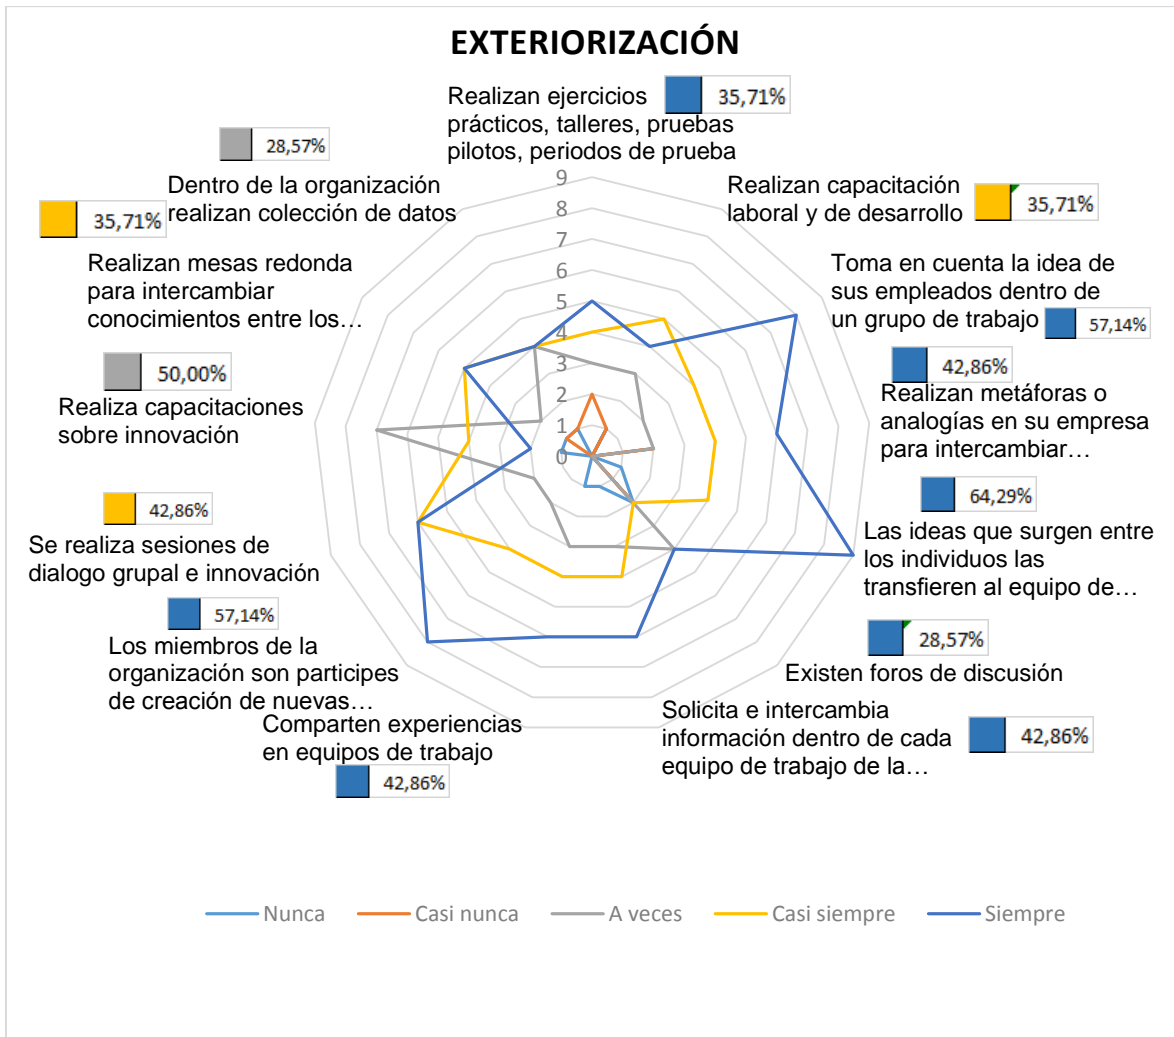 EXTERIORIZACIÓN
Realizan ejercicios
prácticos, talleres, pruebas
pilotos, periodos de prueba
35,71%
Realizan capacitación
laboral y de desarrollo
35,71%
Toma en cuenta la idea de
sus empleados dentro de
un grupo de trabajo
57,14%
42,86%
Realizan metáforas o
analogías en su empresa
para intercambiar…
64,29%
Las ideas que surgen entre
los individuos las
transfieren al equipo de…
28,57%
Existen foros de discusión
Solicita e intercambia
información dentro de cada
equipo de trabajo de la…
42,86%
Comparten experiencias
en equipos de trabajo
42,86%
57,14%
Los miembros de la
organización son participes
de creación de nuevas…
42,86%
Se realiza sesiones de
dialogo grupal e innovación
50,00%
Realiza capacitaciones
sobre innovación
35,71%
Realizan mesas redonda
para intercambiar
conocimientos entre los…
28,57%
Dentro de la organización
realizan colección de datos
9
8
7
6
5
4
3
2
1
0
Nunca
Casi nunca
A veces
Casi siempre
Siempre